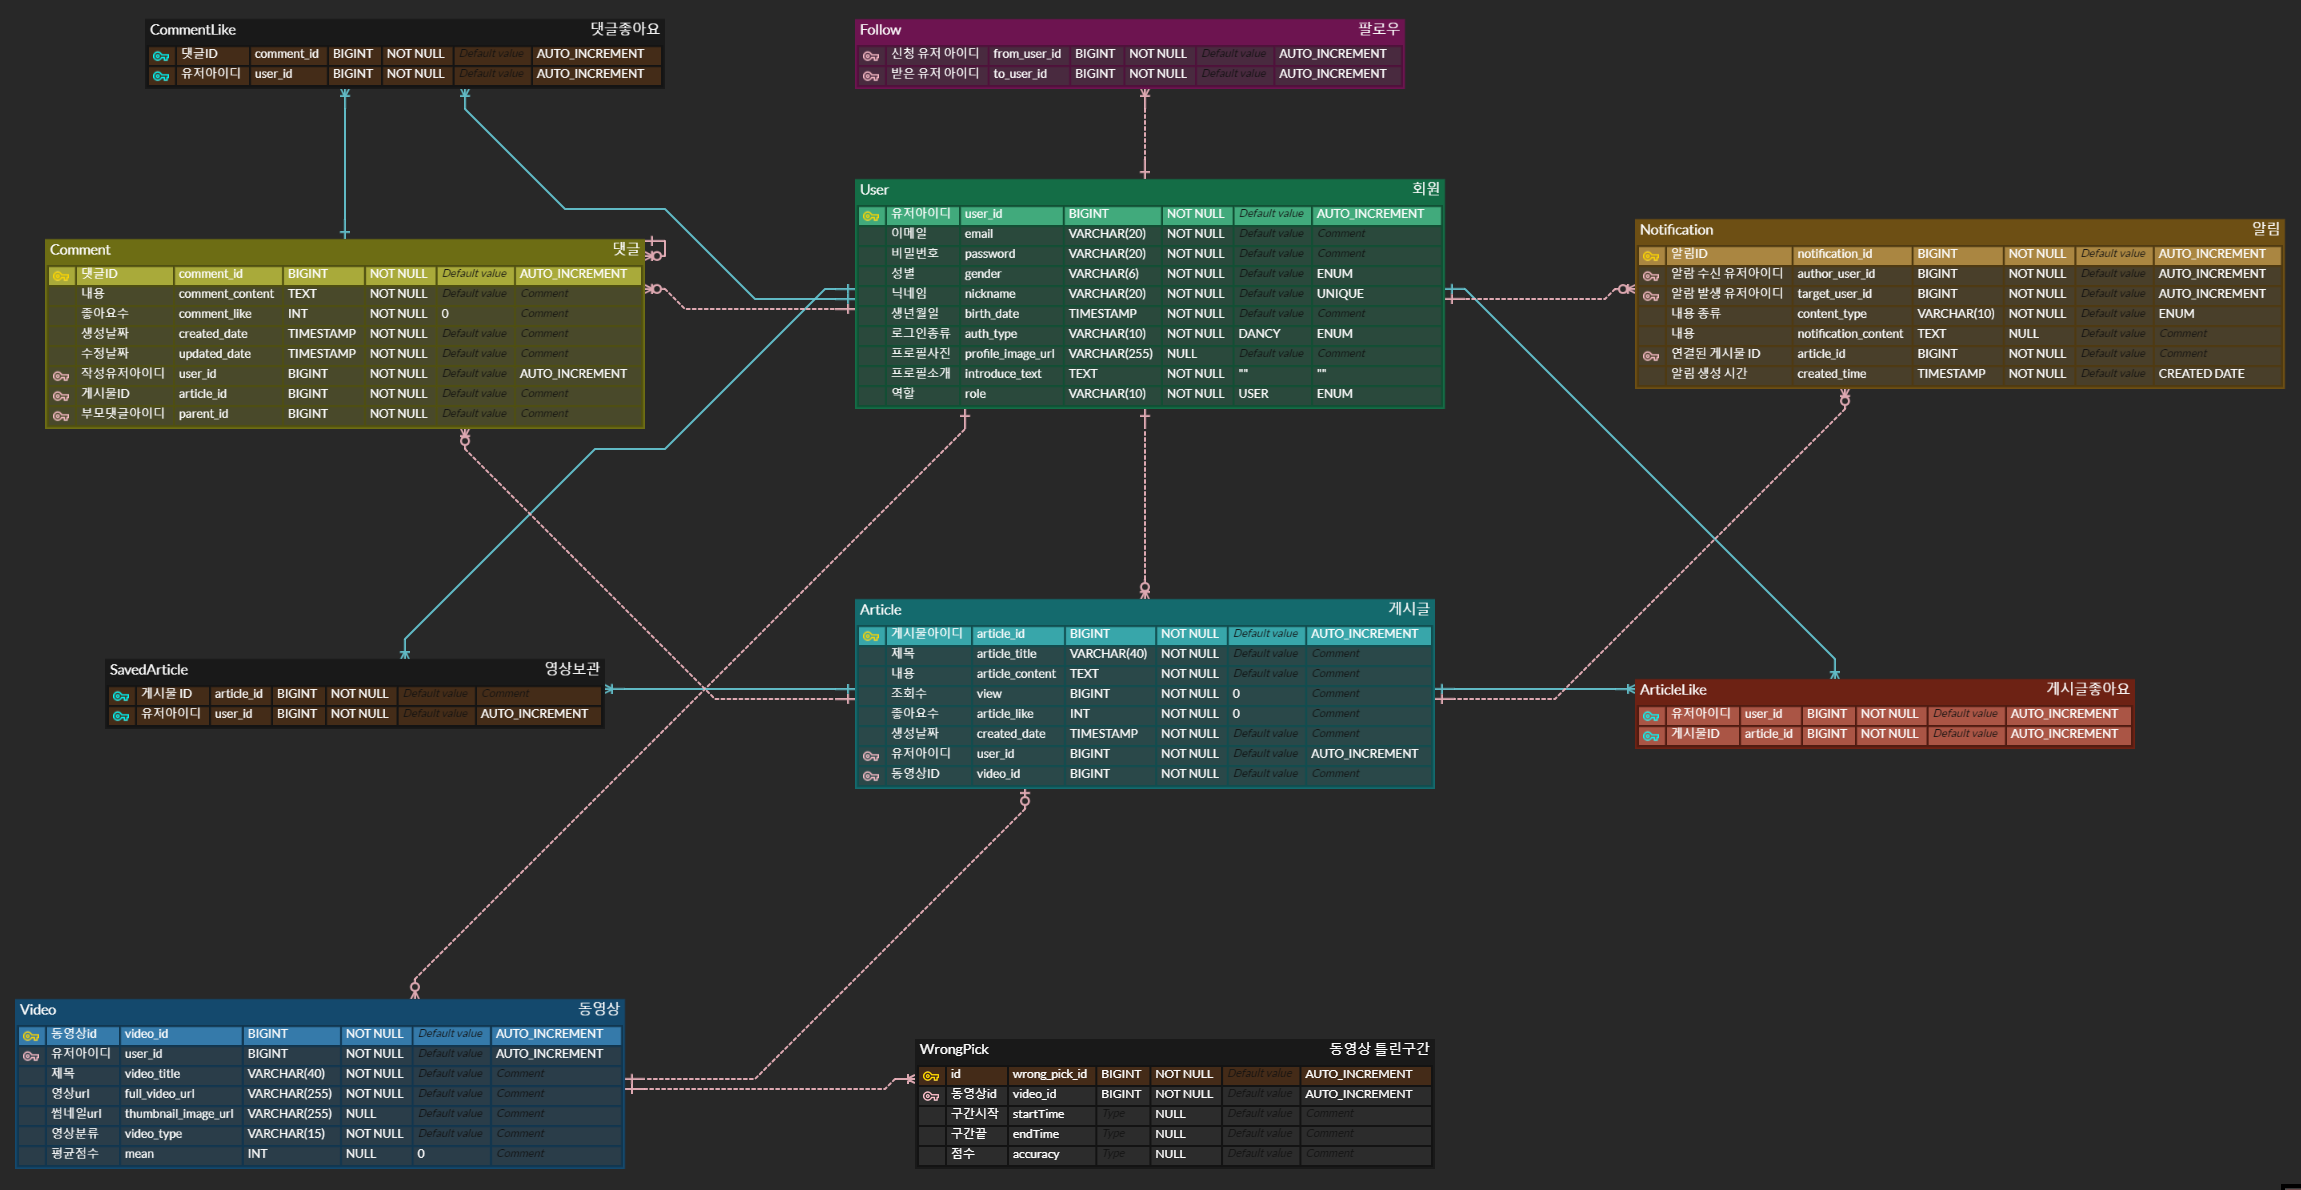 CommentLike 댓글좋아요
댓글ID comment_id BIGINT NOT NULL Default value AUTO_INCREMENT
유저아이디 user_id BIGINT NOT NULL Default value AUTO_INCREMENT
Follow 팔로우
신청 유저 아이디 from_user_id BIGINT NOT NULL Default value AUTO_INCREMENT
받은 유저 아이디 to_user_id BIGINT NOT NULL Default value AUTO_INCREMENT
User 회원
유저아이디 user_id BIGINT NOT NULL Default value AUTO_INCREMENT
이메일 email VARCHAR(20) NOT NULL Default value Comment
비밀번호 password VARCHAR(20) NOT NULL Default value Comment
성별 gender VARCHAR(6) NOT NULL Default value ENUM
닉네임 nickname VARCHAR(20) NOT NULL Default value UNIQUE
생년월일 birth_date TIMESTAMP NOT NULL Default value Comment
로그인종류 auth_type VARCHAR(10) NOT NULL DANCY ENUM
프로필사진 profile_image_url VARCHAR(255) NULL Default value Comment
프로필소개 introduce_text TEXT NOT NULL "" ""
역할 role VARCHAR(10) NOT NULL USER ENUM
Comment 댓글
댓글ID comment_id BIGINT NOT NULL Default value AUTO_INCREMENT
내용 comment_content TEXT NOT NULL Default value Comment
좋아요수 comment_like INT NOT NULL 0 Comment
생성날짜 created_date TIMESTAMP NOT NULL Default value Comment
수정날짜 updated_date TIMESTAMP NOT NULL Default value Comment
작성유저아이디 user_id BIGINT NOT NULL Default value AUTO_INCREMENT
게시물ID article_id BIGINT NOT NULL Default value Comment
부모댓글아이디 parent_id BIGINT NOT NULL Default value Comment
Notification 알림
알림ID notification_id BIGINT NOT NULL Default value AUTO_INCREMENT
알람 수신 유저아이디 author_user_id BIGINT NOT NULL Default value AUTO_INCREMENT
알람 발생 유저아이디 target_user_id BIGINT NOT NULL Default value AUTO_INCREMENT
내용 종류 content_type VARCHAR(10) NOT NULL Default value ENUM
내용 notification_content TEXT NULL Default value Comment
연결된 게시물 ID article_id BIGINT NOT NULL Default value Comment
알림 생성 시간 created_time TIMESTAMP NOT NULL Default value CREATED DATE
Article 게시글
게시물아이디 article_id BIGINT NOT NULL Default value AUTO_INCREMENT
제목 article_title VARCHAR(40) NOT NULL Default value Comment
내용 article_content TEXT NOT NULL Default value Comment
조회수 view BIGINT NOT NULL 0 Comment
좋아요수 article_like INT NOT NULL 0 Comment
생성날짜 created_date TIMESTAMP NOT NULL Default value Comment
유저아이디 user_id BIGINT NOT NULL Default value AUTO_INCREMENT
동영상ID video_id BIGINT NOT NULL Default value Comment
SavedArticle 영상보관
게시물 ID article_id BIGINT NOT NULL Default value Comment
유저아이디 user_id BIGINT NOT NULL Default value AUTO_INCREMENT
ArticleLike 게시글좋아요
유저아이디 user_id BIGINT NOT NULL Default value AUTO_INCREMENT
게시물ID article_id BIGINT NOT NULL Default value AUTO_INCREMENT
Video 동영상
동영상id video_id BIGINT NOT NULL Default value AUTO_INCREMENT
유저아이디 user_id BIGINT NOT NULL Default value AUTO_INCREMENT
제목 video_title VARCHAR(40) NOT NULL Default value Comment
영상url full_video_url VARCHAR(255) NOT NULL Default value Comment
썸네일url thumbnail_image_url VARCHAR(255) NULL Default value Comment
영상분류 video_type VARCHAR(15) NOT NULL Default value Comment
평균점수 mean INT NULL 0 Comment
WrongPick 동영상 틀린구간
id wrong_pick_id BIGINT NOT NULL Default value AUTO_INCREMENT
동영상id video_id BIGINT NOT NULL Default value AUTO_INCREMENT
구간시작 startTime Type NULL Default value Comment
구간끝 endTime Type NULL Default value Comment
점수 accuracy Type NULL Default value Comment